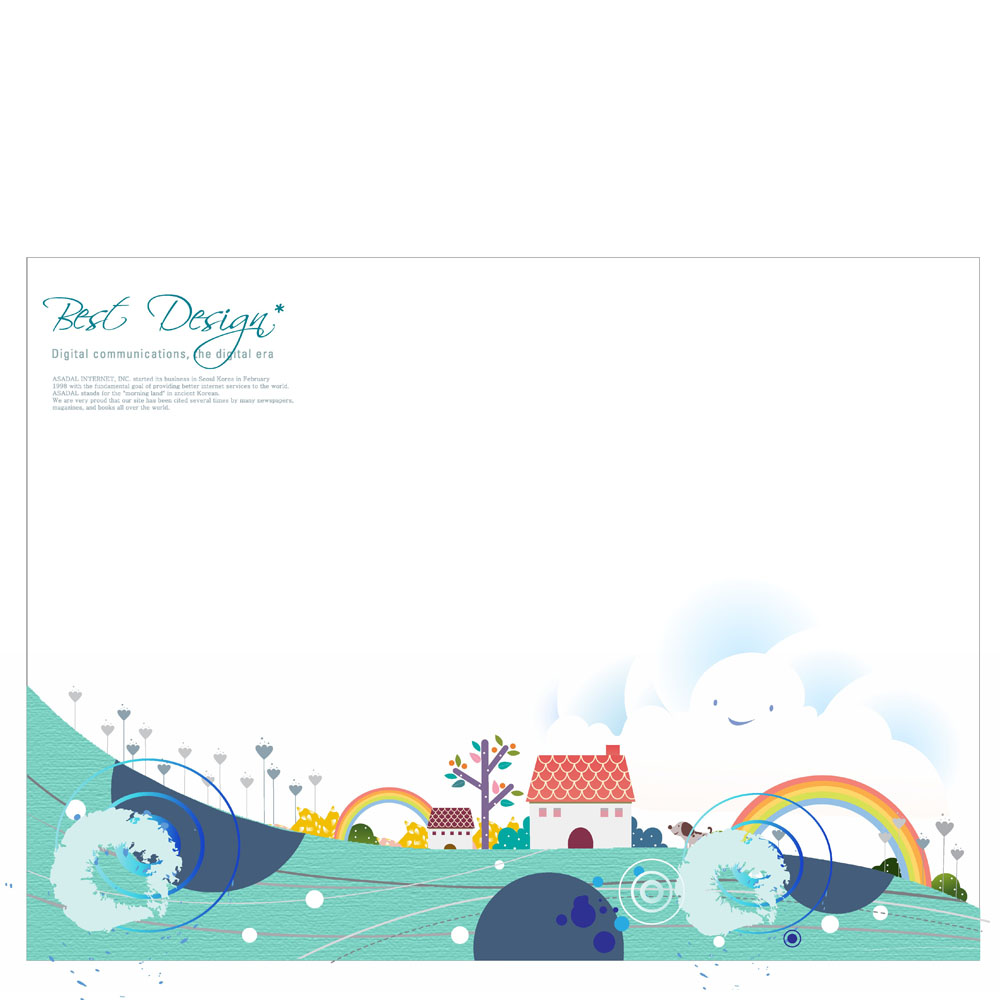 Best Design*
Digital communications, the digital era
ASADAL INTERNET, INC. started its business in Seoul Korea in February
1998 with the fundamental goal of providing better internet services to the world.
ASADAL stands for the "morning land" in ancient Korean.
We are very proud that our site has been cited several times by many newspapers,
magazines, and books all over the world.